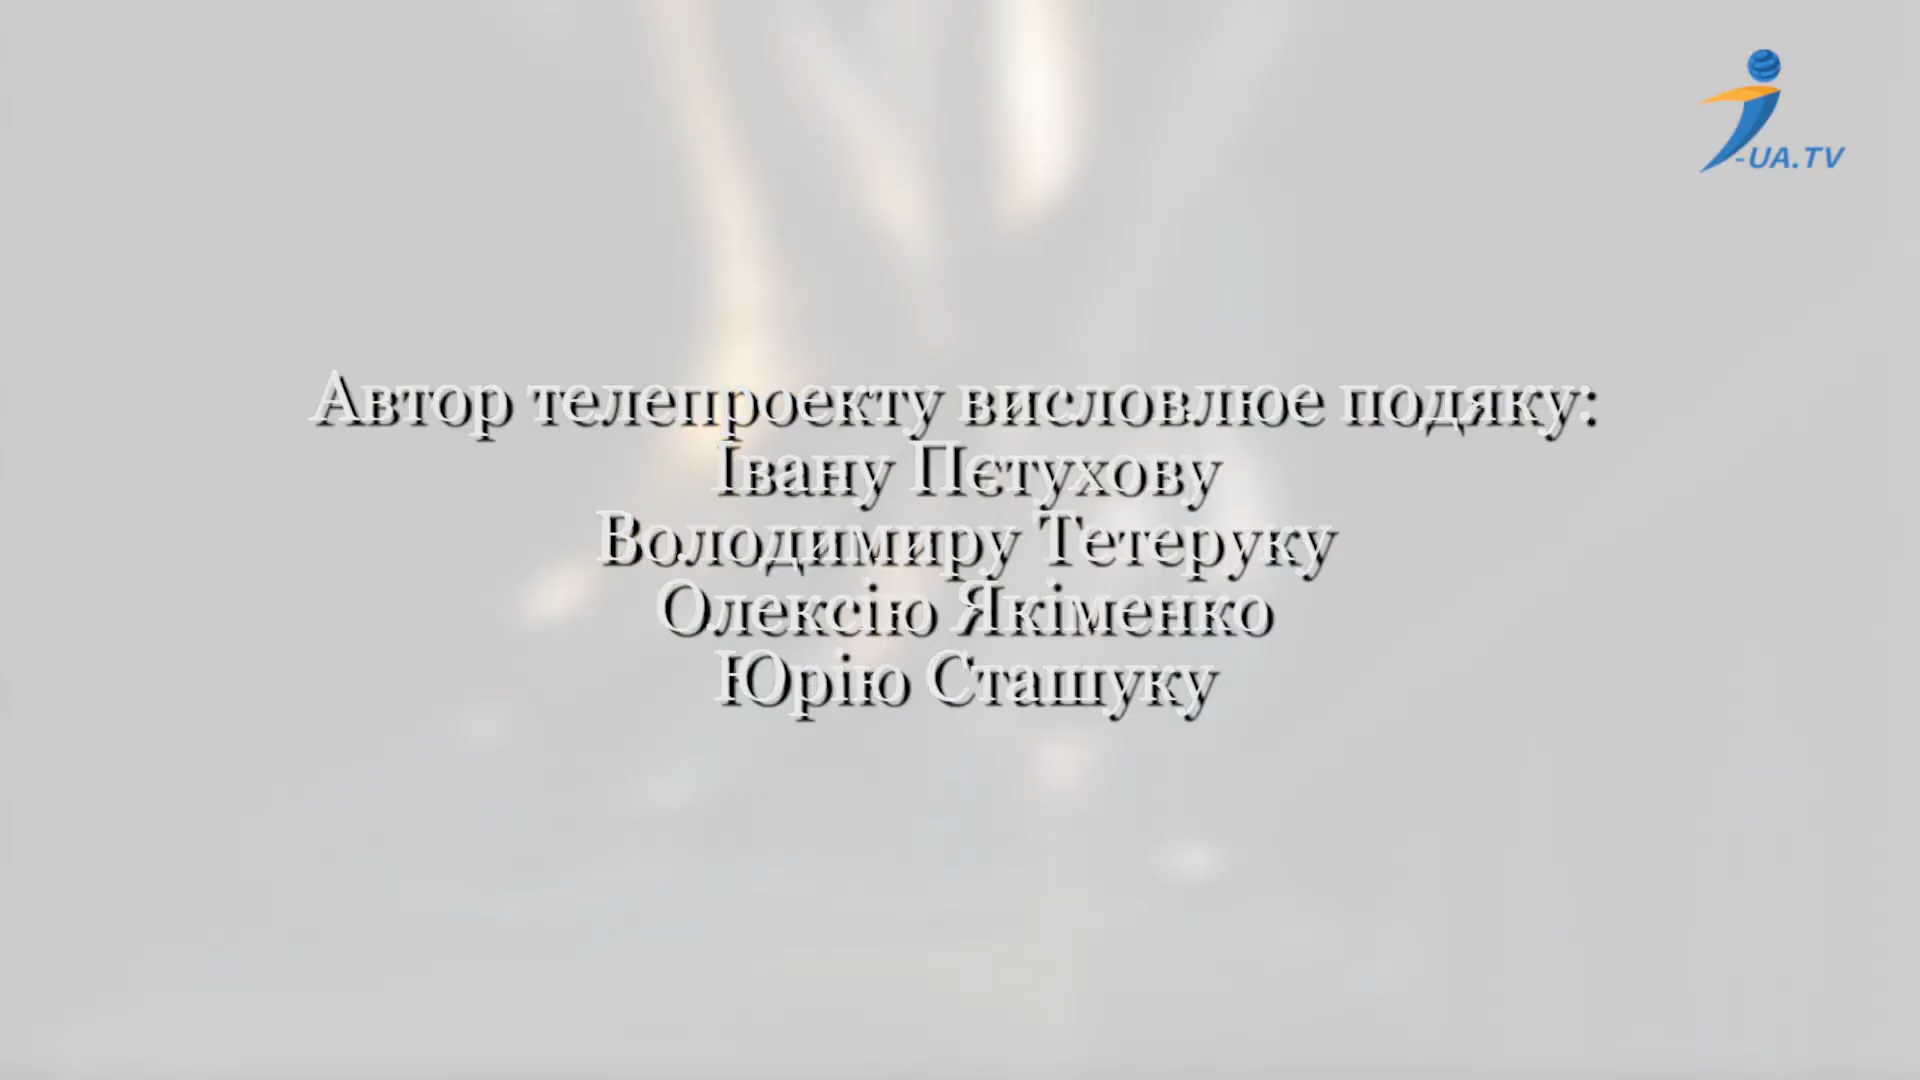 -UA.TV
Автор телепроекту висловлює подяку:
Івану Пєтухову
Володимиру Тетеруку
Олексію Якіменко
Юрію Сташуку